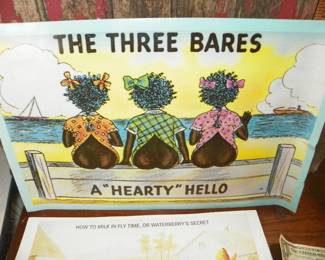 THE THREE BARES
A "HEARTY" HELLO
HOW TO MILK IN FLY TIME, OR WATERBERRY'S SECRET